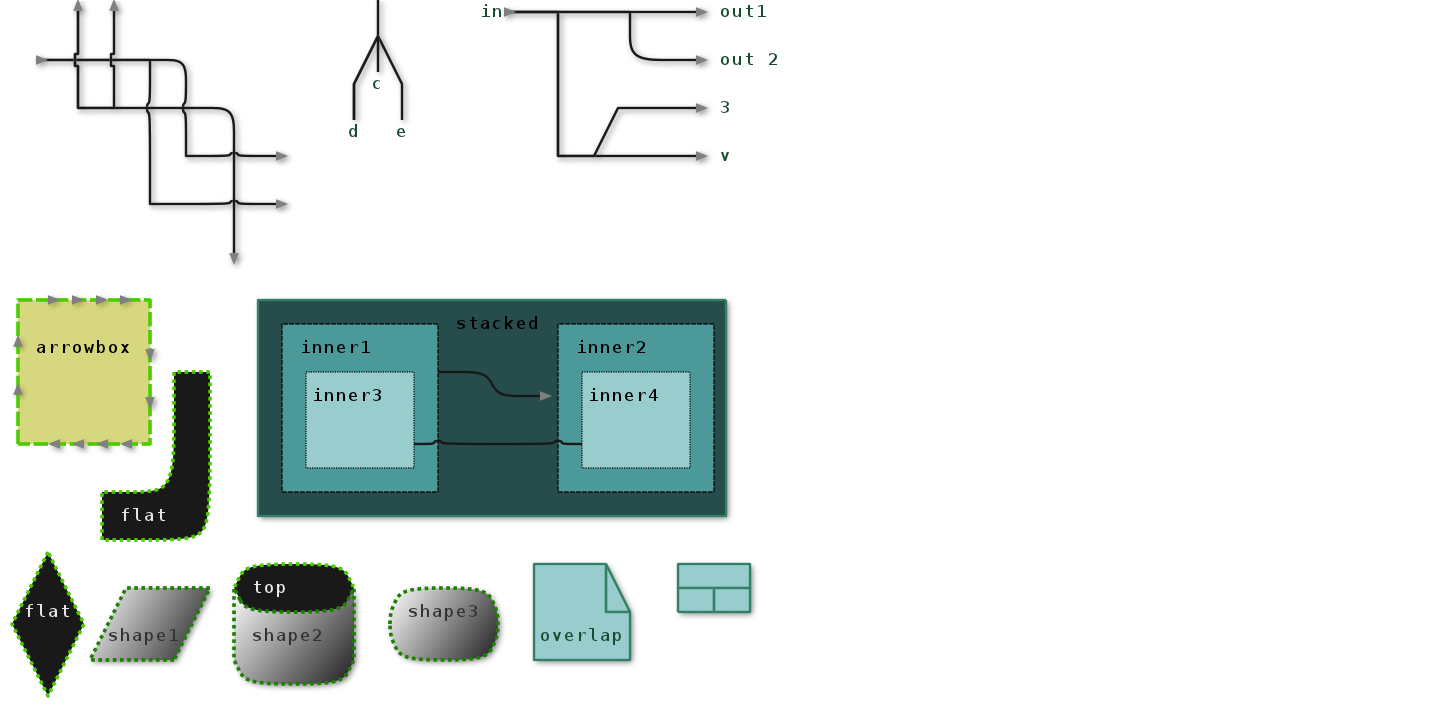 in
out1
out 2
c
3
d
e
v
stacked
arrowbox
inner1
inner2
inner3
inner4
flat
top
flat
shape3
shape1
shape2
overlap